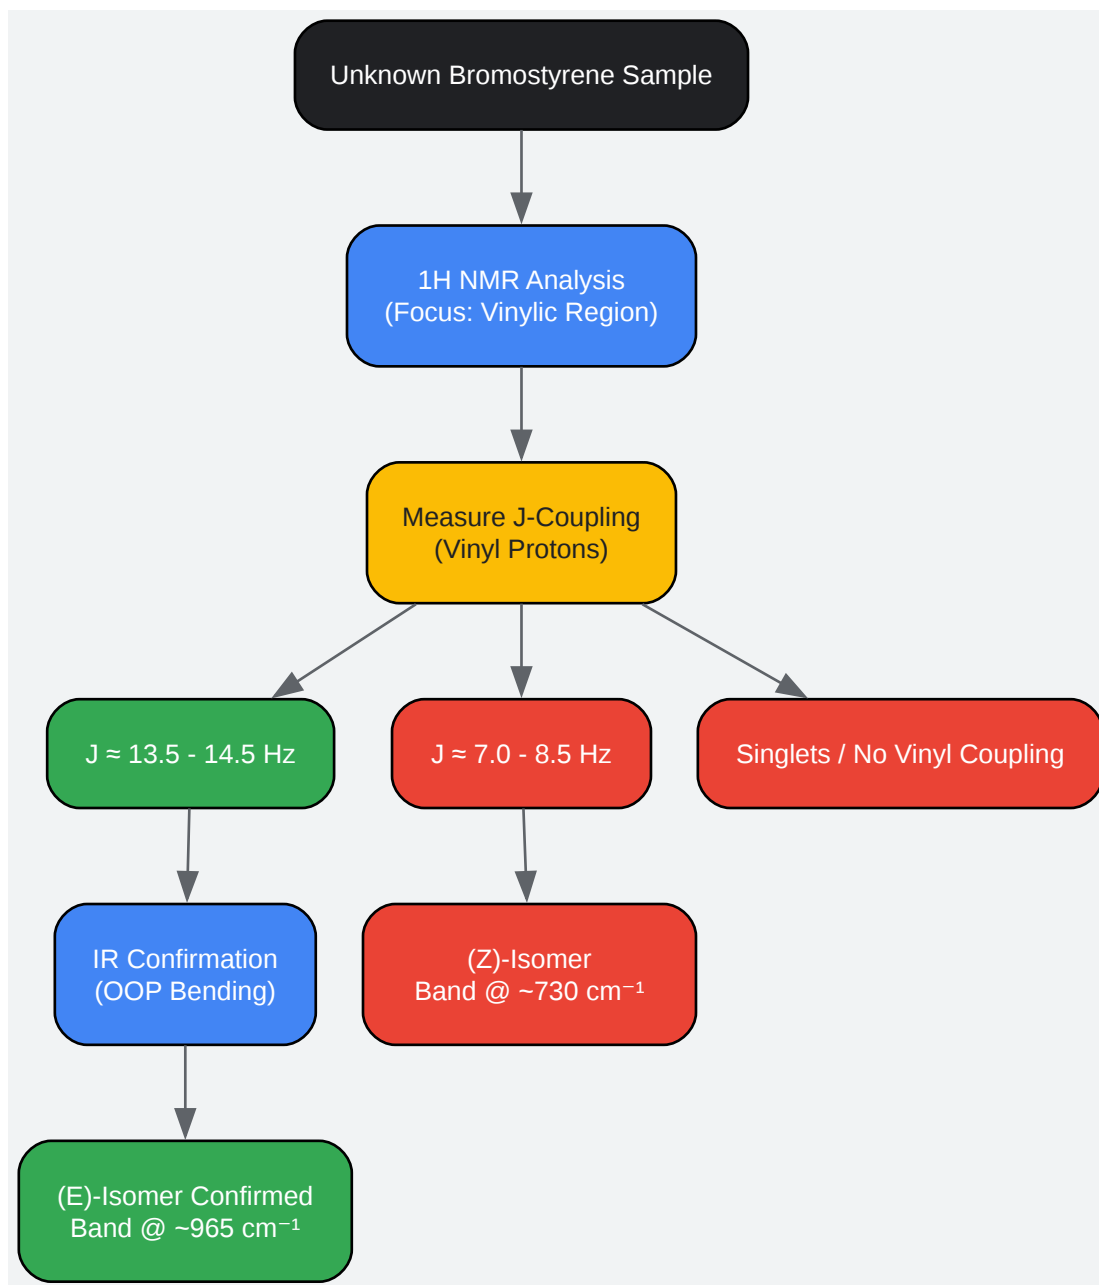 Unknown Bromostyrene Sample
1H NMR Analysis
(Focus: Vinylic Region)
Measure J-Coupling
(Vinyl Protons)
J ≈ 13.5 - 14.5 Hz
J ≈ 7.0 - 8.5 Hz
Singlets / No Vinyl Coupling
IR Confirmation
(OOP Bending)
(Z)-Isomer
Band @ ~730 cm⁻¹
(E)-Isomer Confirmed
Band @ ~965 cm⁻¹